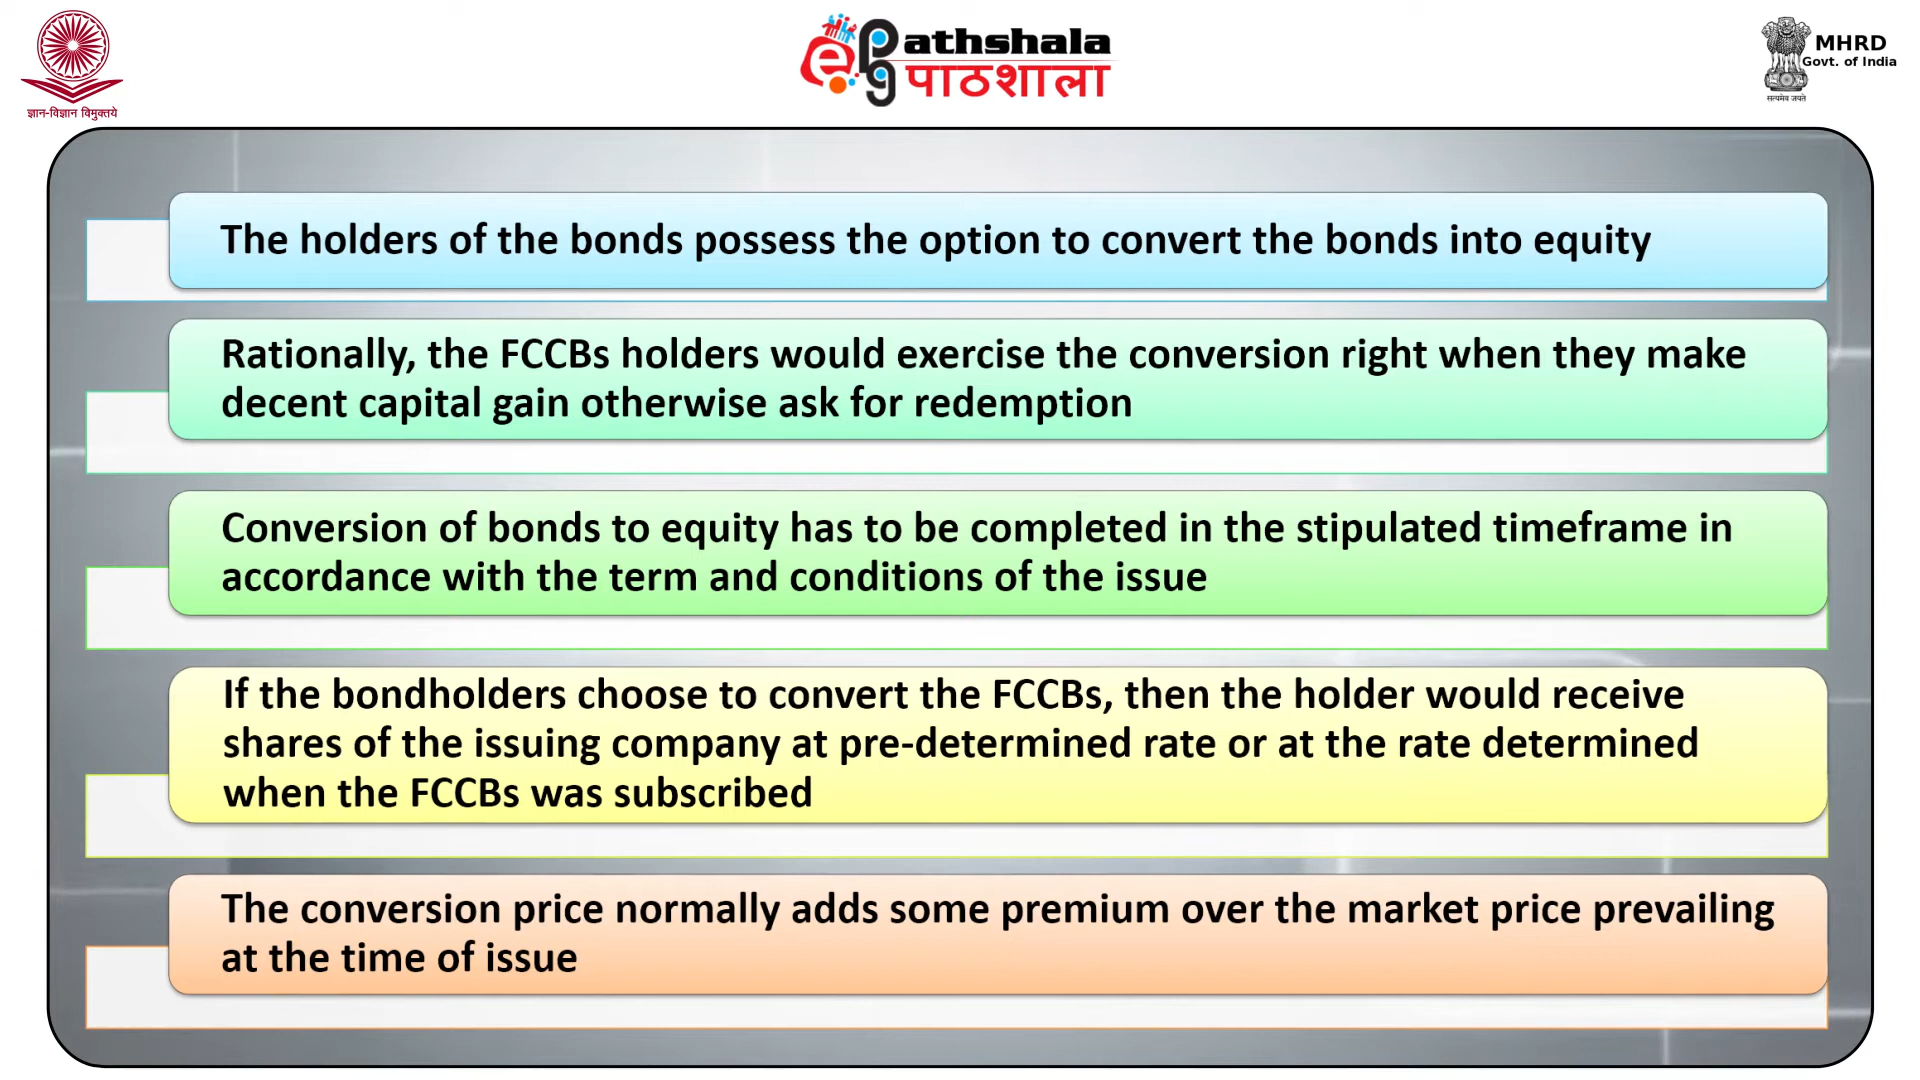 ज्ञान-विज्ञान विमुक्तये
e
pg
athshala
पाठशाला
MHRD
Govt. of India
सत्यमेव जयते
The holders of the bonds possess the option to convert the bonds into equity
Rationally, the FCCBs holders would exercise the conversion right when they make
decent capital gain otherwise ask for redemption
Conversion of bonds to equity has to be completed in the stipulated timeframe in
accordance with the term and conditions of the issue
If the bondholders choose to convert the FCCBs, then the holder would receive
shares of the issuing company at pre-determined rate or at the rate determined
when the FCCBs was subscribed
The conversion price normally adds some premium over the market price prevailing
at the time of issue